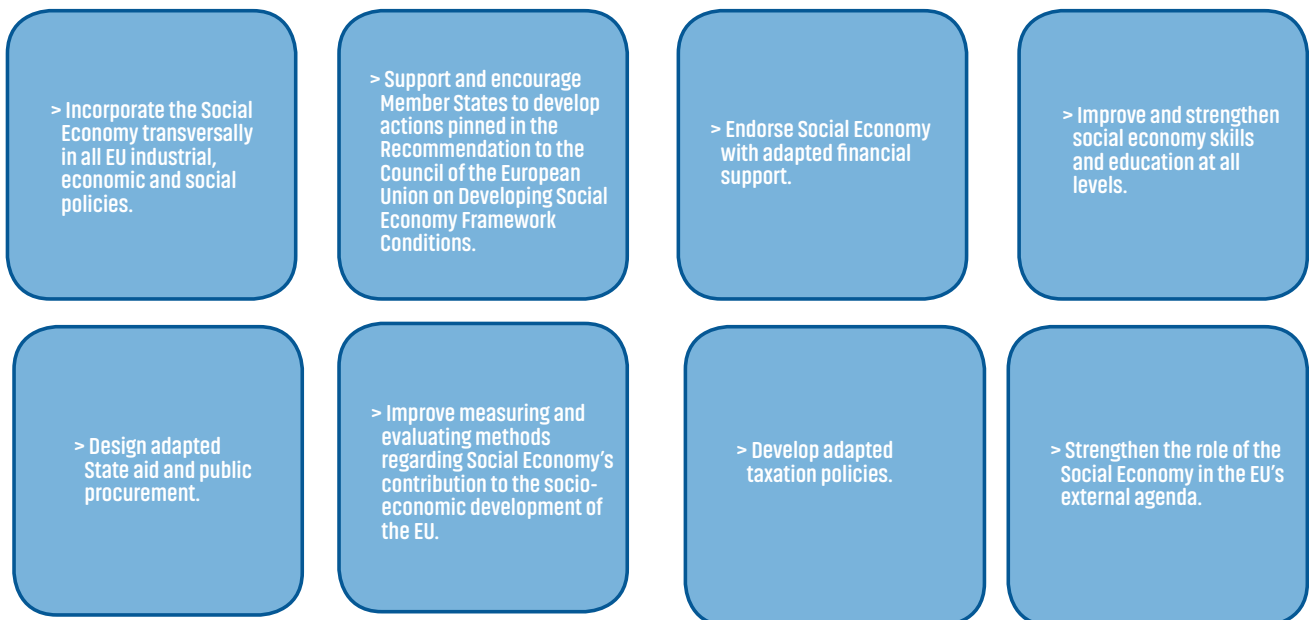 > Incorporate the Social
Economy transversally
in all EU industrial,
economic and social
policies.
> Support and encourage
Member States to develop
actions pinned in the
Recommendation to the
Council of the European
Union on Developing Social
Economy Framework
Conditions.
> Endorse Social Economy
with adapted financial
support.
> Improve and strengthen
social economy skills
and education at all
levels.
> Design adapted
State aid and public
procurement.
> Improve measuring and
evaluating methods
regarding Social Economy’s
contribution to the socio-
economic development of
the EU.
> Develop adapted
taxation policies.
> Strengthen the role of the
Social Economy in the EU’s
external agenda.